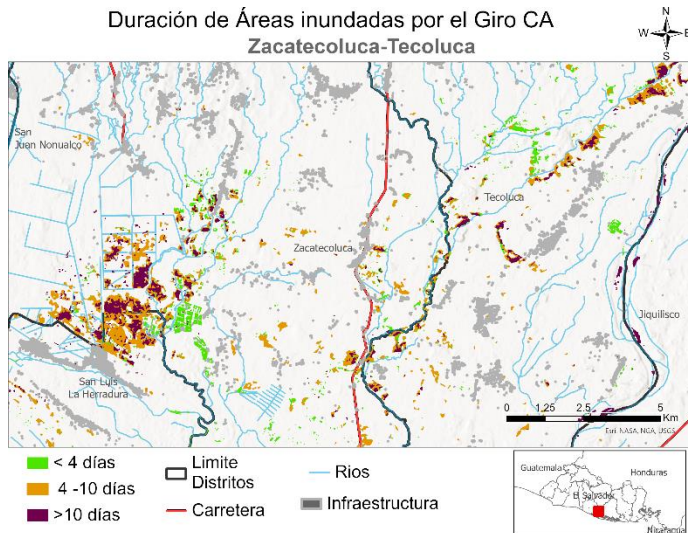 Duración de Áreas inundadas por el Giro CA
Zacatecoluca-Tecoluca
N
W E
S
San
Juan Nonualco
Tecoluca
Zacatecoluca
Jiquilisco
San Luis
La Herradura
0 1.25 2.5 5
Km
Esri, NASA, NGA, USGS
< 4 días
4 -10 días
>10 días
Limite
Distritos
Carretera
Rios
Infraestructura
Guatemala
Honduras
El Salvador
Nicaragua